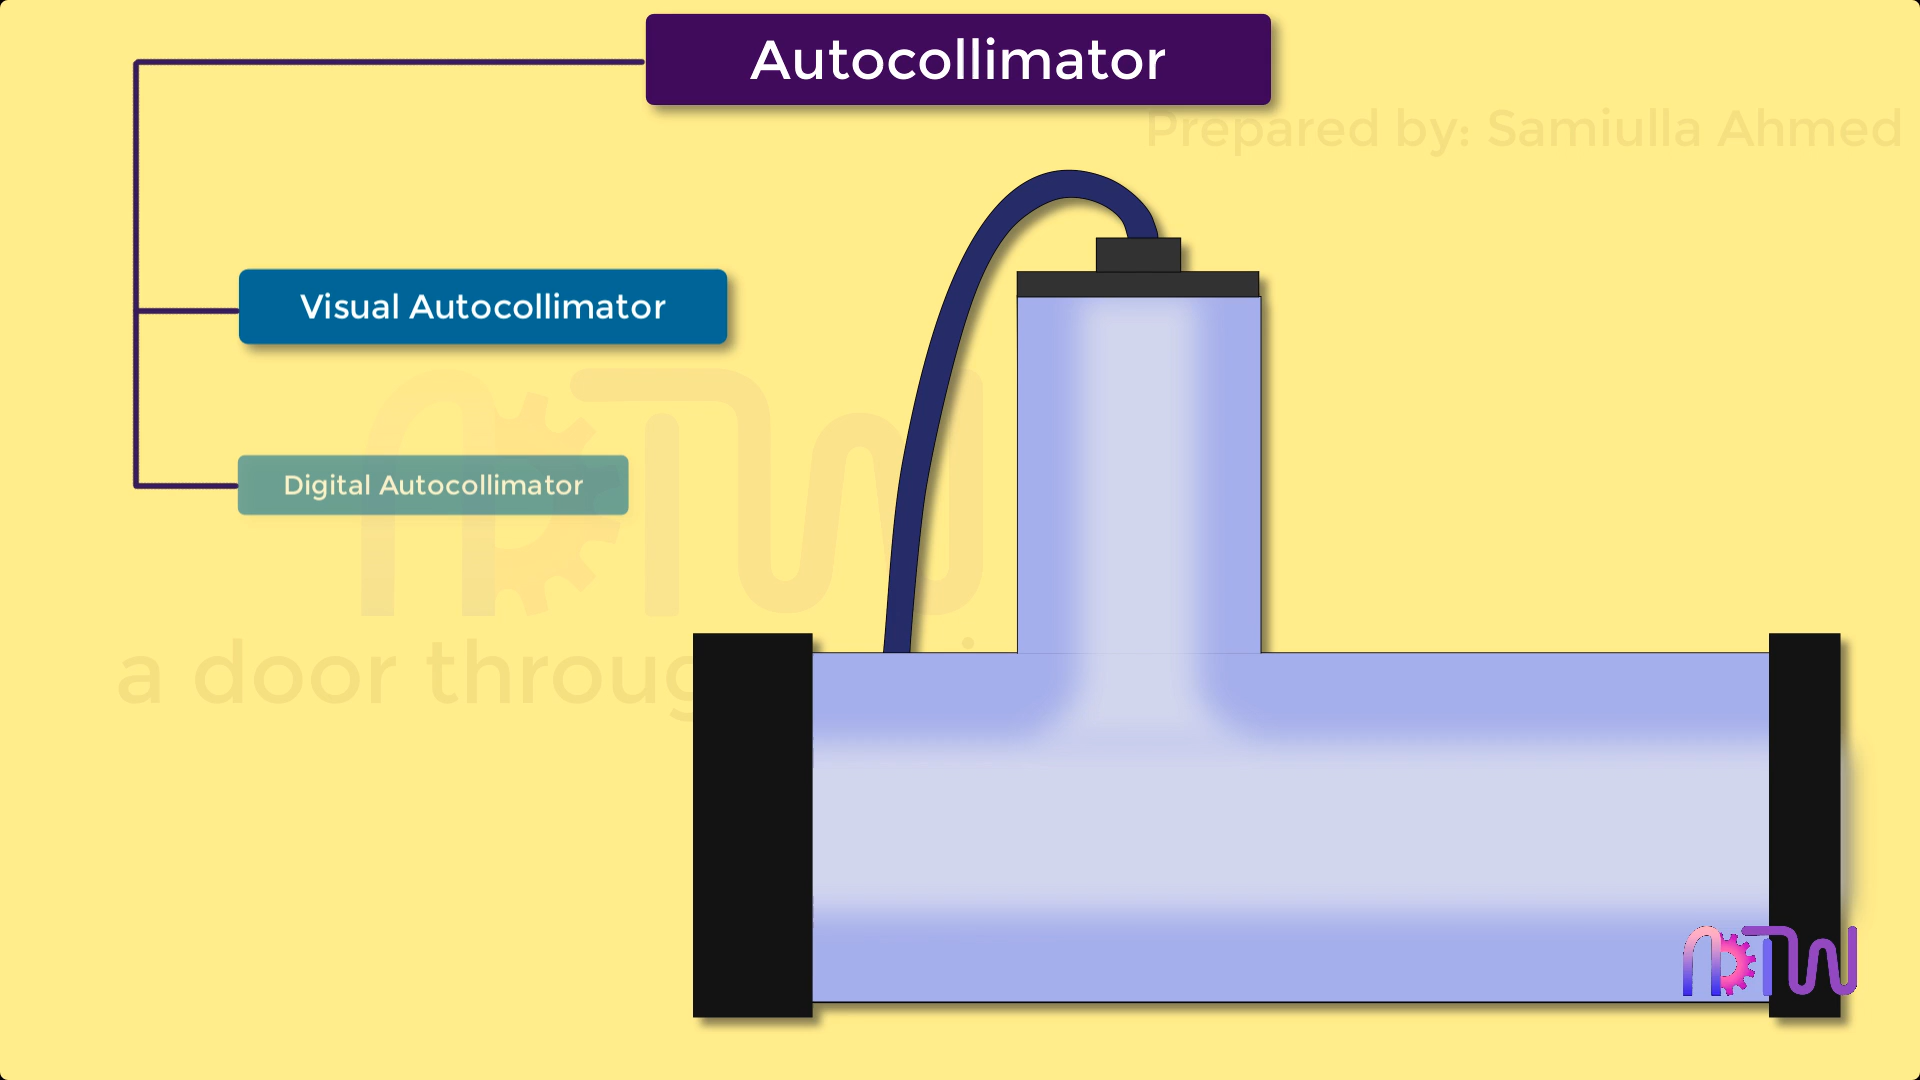 Autocollimator
Prepared by: Samiulla Ahmed
Visual Autocollimator
Digital Autocollimator
a door throug